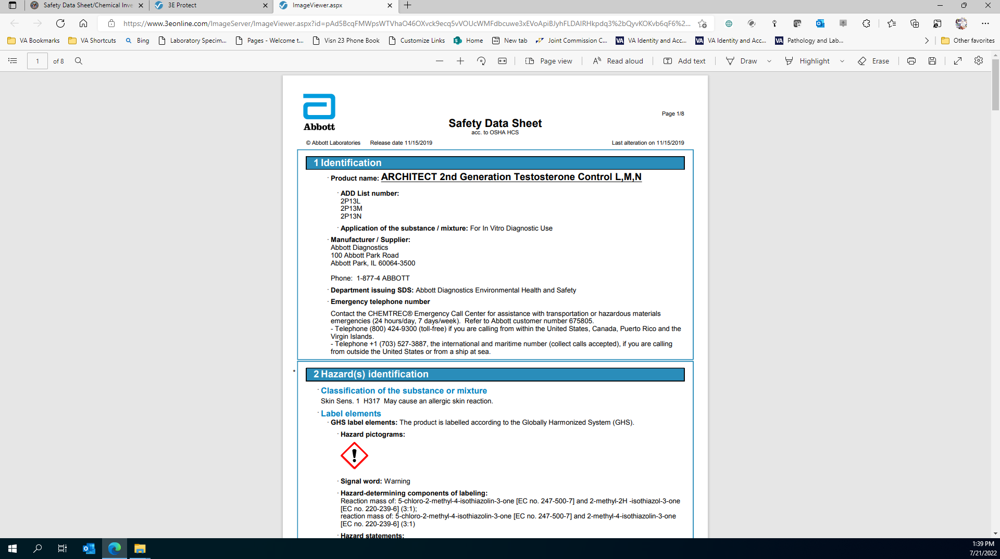 Safety Data Sheet/Chemical Inve
3E Protect
ImageViewer.aspx
https://www.3eonline.com/ImageServer/ImageViewer.aspx?id=pAd5BcqFMWpsWTVhaO46OXvck9ecq5vVOUcWMFdbcuwe3xEVoApiBJyhFLDAIRHkpdq3%2bQyvKOKvb6qF6%2...
VA Bookmarks
VA Shortcuts
Bing
Laboratory Specim...
Pages - Welcome t...
Visn 23 Phone Book
Customize Links
Home
New tab
Joint Commission C...
VA Identity and Acc...
VA Identity and Acc...
Pathology and Lab...
Other favorites
1 of 8
Page view
Read aloud
Add text
Draw
Highlight
Erase
Abbott
Page 1/8
Safety Data Sheet
acc. to OSHA HCS
© Abbott Laboratories Release date 11/15/2019
Last alteration on 11/15/2019
1 Identification
· Product name: ARCHITECT 2nd Generation Testosterone Control L,M,N
· ADD List number:
2P13L
2P13M
2P13N
· Application of the substance / mixture: For In Vitro Diagnostic Use
· Manufacturer / Supplier:
Abbott Diagnostics
100 Abbott Park Road
Abbott Park, IL 60064-3500
Phone: 1-877-4 ABBOTT
· Department issuing SDS: Abbott Diagnostics Environmental Health and Safety
· Emergency telephone number
Contact the CHEMTREC® Emergency Call Center for assistance with transportation or hazardous materials
emergencies (24 hours/day, 7 days/week). Refer to Abbott customer number 675805.
- Telephone (800) 424-9300 (toll-free) if you are calling from within the United States, Canada, Puerto Rico and the
Virgin Islands.
- Telephone +1 (703) 527-3887, the international and maritime number (collect calls accepted), if you are calling
from outside the United States or from a ship at sea.
* 2 Hazard(s) identification
· Classification of the substance or mixture
Skin Sens. 1 H317 May cause an allergic skin reaction.
· Label elements
· GHS label elements: The product is labelled according to the Globally Harmonized System (GHS).
· Hazard pictograms:
· Signal word: Warning
· Hazard-determining components of labeling:
Reaction mass of: 5-chloro-2-methyl-4-isothiazolin-3-one [EC no. 247-500-7] and 2-methyl-2H -isothiazol-3-one
[EC no. 220-239-6] (3:1);
reaction mass of: 5-chloro-2-methyl-4-isothiazolin-3-one [EC no. 247-500-7] and 2-methyl-4-isothiazolin-3-one
[EC no. 220-239-6] (3:1)
· Hazard statements:
1:39 PM
7/21/2022